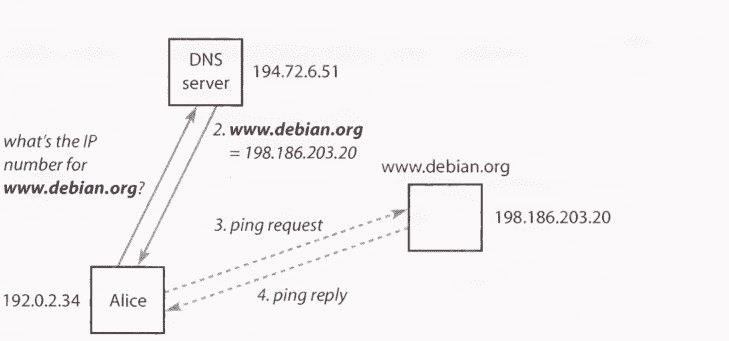 DNS
server
194.72.6.51
what's the IP
number for
www.debian.org?
2. www.debian.org
= 198.186.203.20
www.debian.org
198.186.203.20
3. ping request
4. ping reply
192.0.2.34
Alice